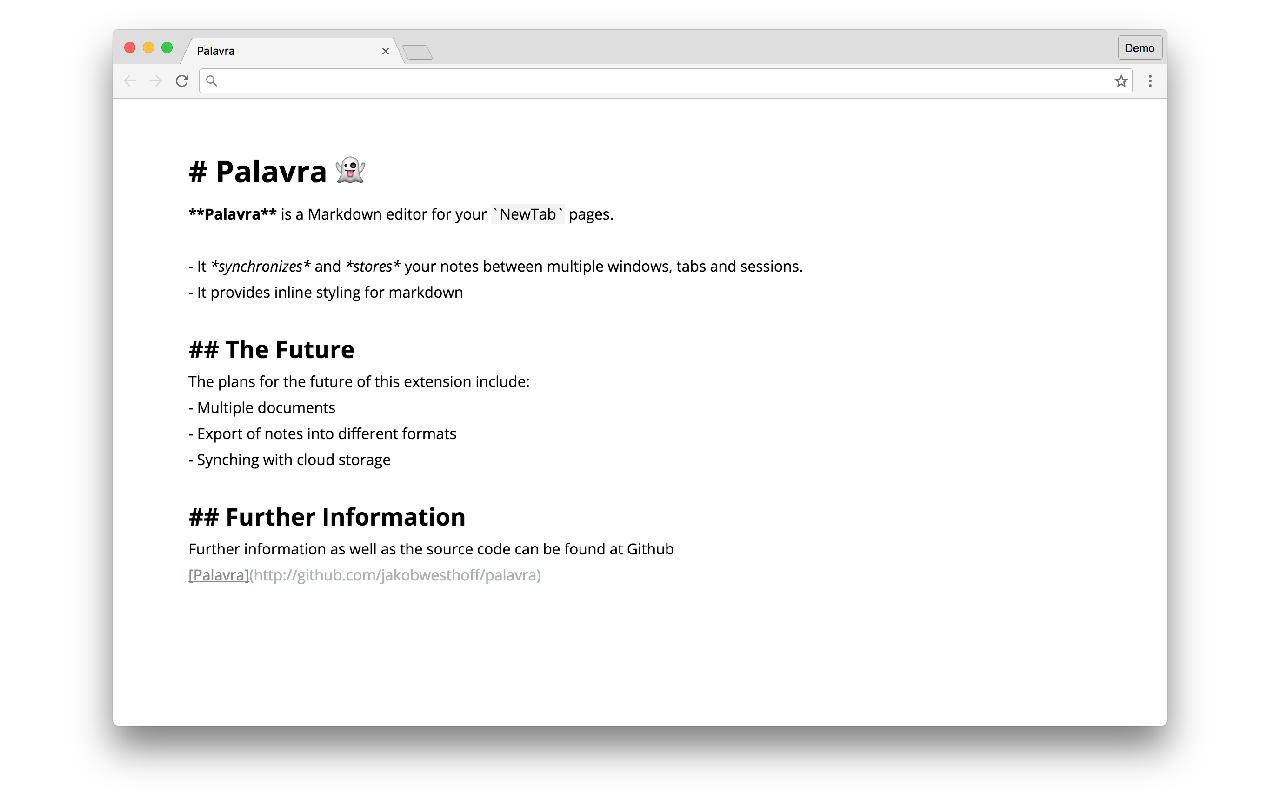 Palavra
Demo
# Palavra 👻
**Palavra** is a Markdown editor for your `NewTab` pages.
- It *synchronizes* and *stores* your notes between multiple windows, tabs and sessions.
- It provides inline styling for markdown
## The Future
The plans for the future of this extension include:
- Multiple documents
- Export of notes into different formats
- Synching with cloud storage
## Further Information
Further information as well as the source code can be found at Github
[Palavra](http://github.com/jakobwesthoff/palavra)